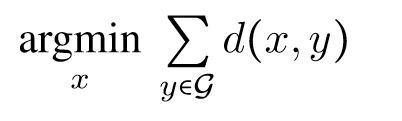 argmin ∑ d(x, y)
x y∈𝒢